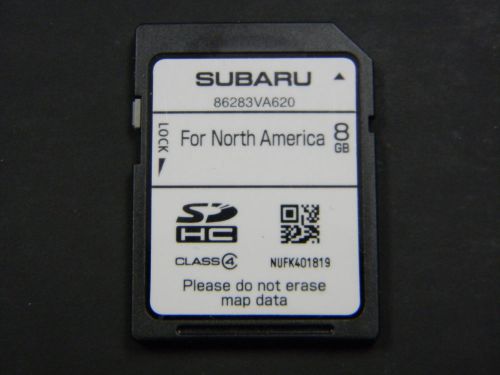 SUBARU
86283VA620
LOCK
For North America 8 GB
SD HC
CLASS 4
NUFK401819
Please do not erase
map data